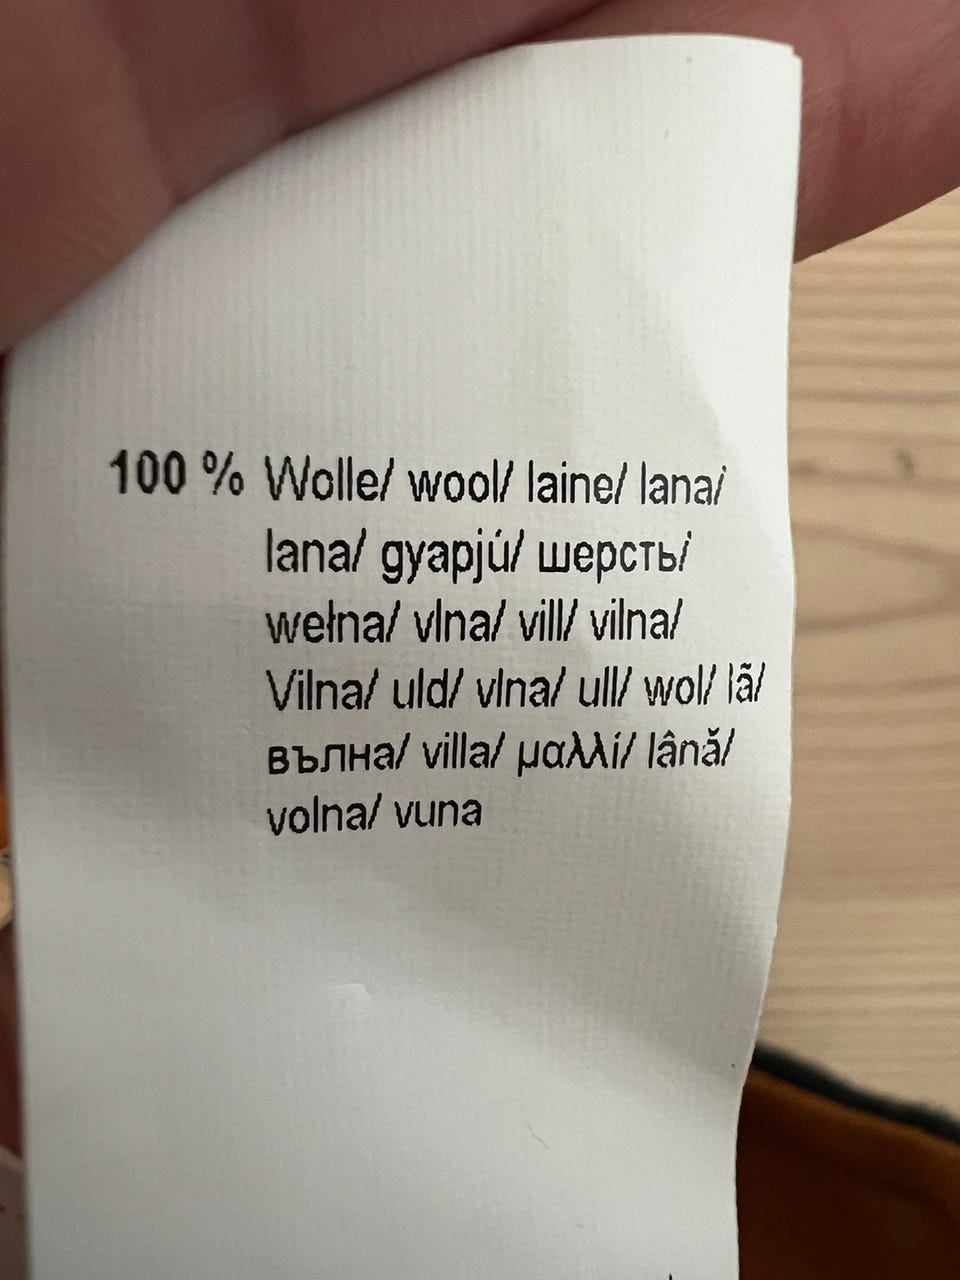 100 % Wolle/ wool/ laine/ lana/
lana/ gyapjú/ шерсть/
wełna/ vlna/ vill/ vilna/
Vilna/ uld/ vlna/ ull/ wol/ lã/
вълна/ villa/ μαλλί/ lână/
volna/ vuna